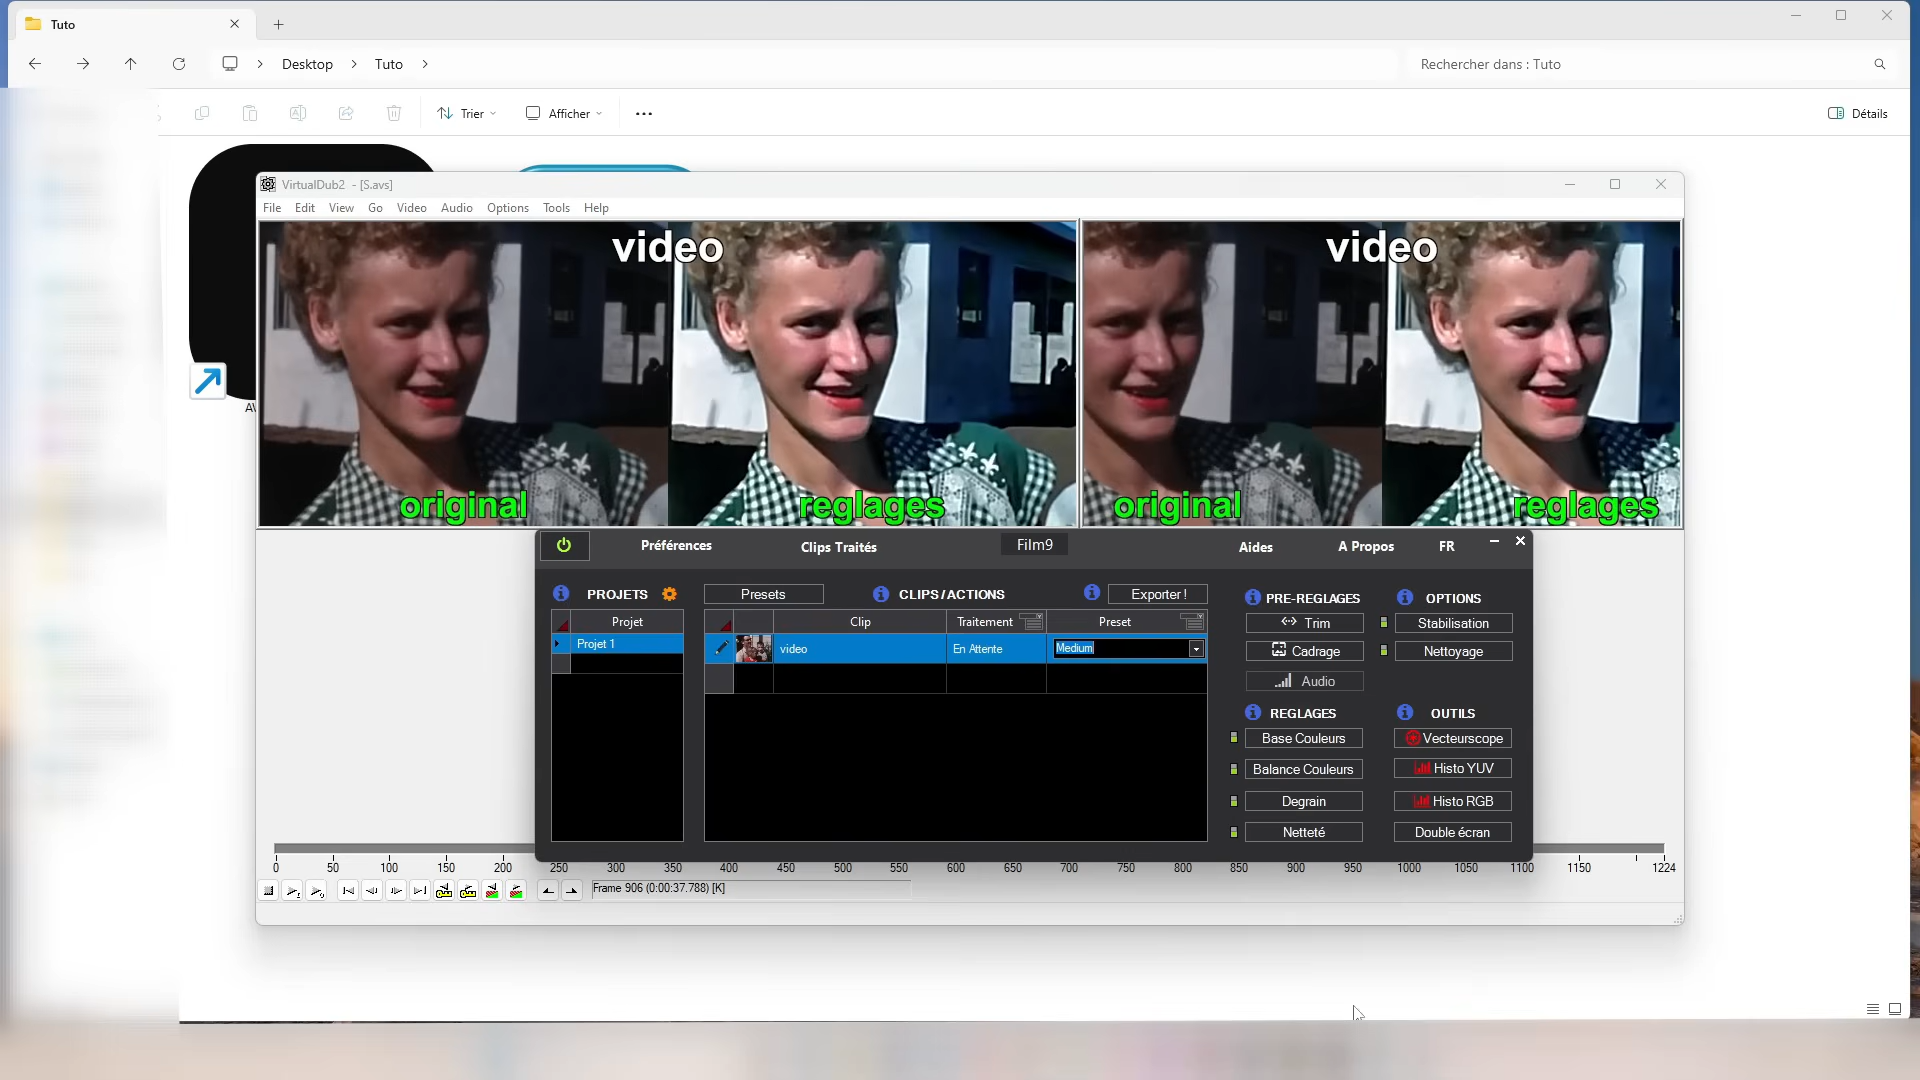 Tuto
Desktop
Tuto
Rechercher dans : Tuto
Trier
Afficher
Détails
VirtualDub2 - [S.avs]
File Edit View Go Video Audio Options Tools Help
video
original
reglages
video
original
reglages
Préférences
Clips Traités
Film9
Aides
A Propos
FR
PROJETS
Presets
CLIPS / ACTIONS
Exporter !
PRE-REGLAGES
OPTIONS
Projet
Clip
Traitement
Preset
Trim
Stabilisation
Projet 1
video
En Attente
Medium
Cadrage
Nettoyage
Audio
REGLAGES
OUTILS
Base Couleurs
Vecteurscope
Balance Couleurs
Histo YUV
Degrain
Histo RGB
Netteté
Double écran
0 50 100 150 200 250 300 350 400 450 500 550 600 650 700 750 800 850 900 950 1000 1050 1100 1150 1224
Frame 906 (0:00:37.788) [K]